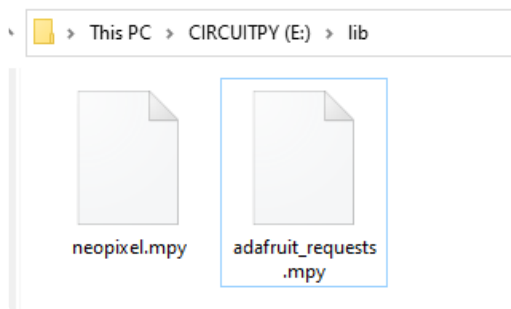 This PC > CIRCUITPY (E:) > lib
neopixel.mpy
adafruit_requests
.mpy